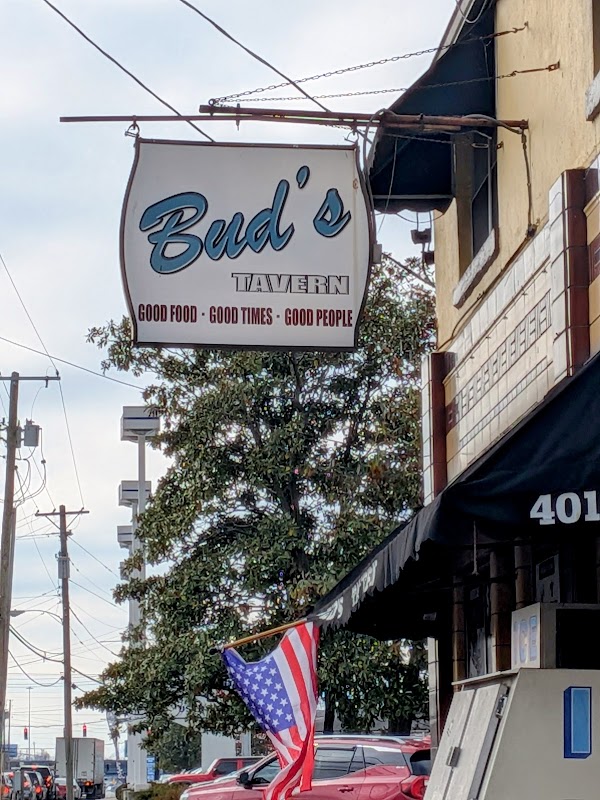 Bud's
TAVERN
GOOD FOOD · GOOD TIMES · GOOD PEOPLE
401
ICE